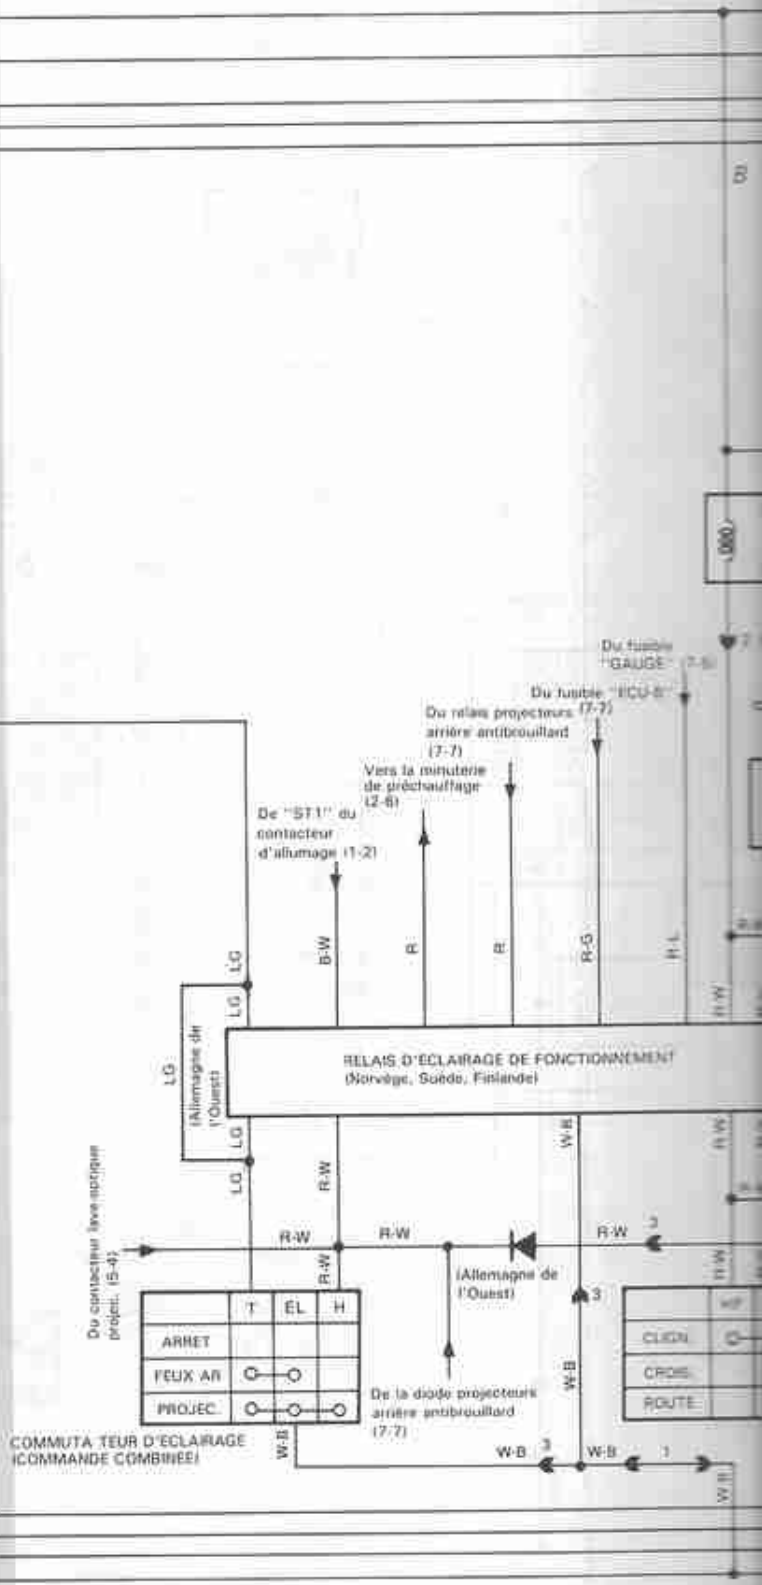 Du fusible
"GAUGE" (7-5)
Du fusible "ECU-B"
(7-7)
Du relais projecteurs
arrière antibrouillard
(7-7)
Vers la minuterie
de préchauffage
(2-6)
De "ST1" du
contacteur
d'allumage (1-2)
LG
B-W
R
R
R-G
R-L
LG
R-W
LG
(Allemagne de
l'Ouest)
RELAIS D'ECLAIRAGE DE FONCTIONNEMENT
(Norvège, Suède, Finlande)
LG
W-B
R-W
LG
R-W
Du contacteur lave-optique
projec. (5-4)
R-W
R-W
R-W
3
R-W
R-W
(Allemagne de
l'Ouest)
3
T EL H
ARRET
FEUX AR
PROJEC.
CLIGN.
CROIS.
ROUTE
W-B
De la diode projecteurs
arrière antibrouillard
(7-7)
COMMUTA TEUR D'ECLAIRAGE
(COMMANDE COMBINEE)
W-B
W-B
3
W-B
1
W-B